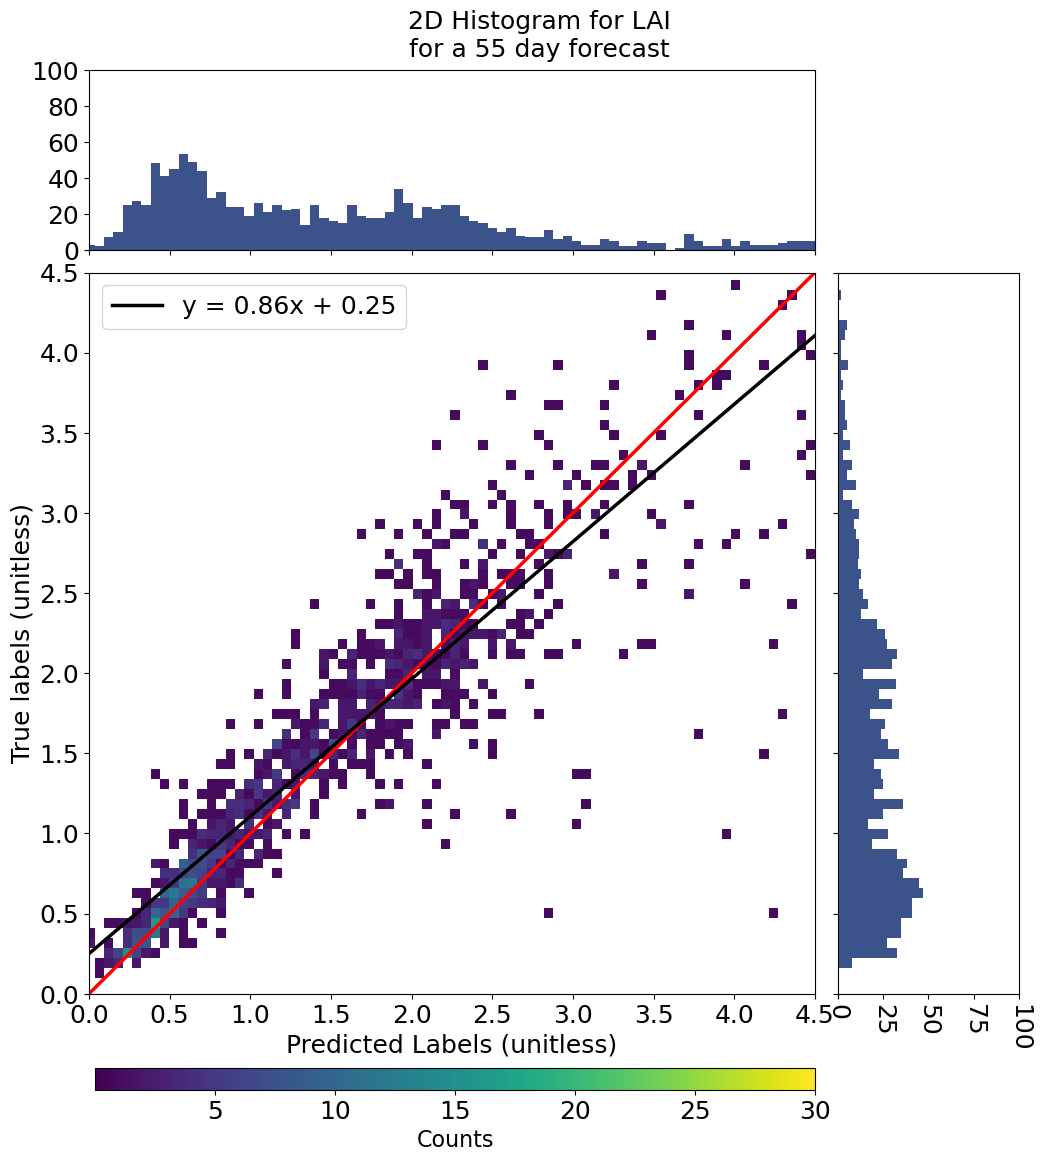 2D Histogram for LAI
for a 55 day forecast
100
80
60
40
20
0
4.5
4.0
3.5
3.0
2.5
2.0
1.5
1.0
0.5
0.0
True labels (unitless)
y = 0.86x + 0.25
0.0 0.5 1.0 1.5 2.0 2.5 3.0 3.5 4.0 4.5
Predicted Labels (unitless)
0 25 50 75 100
5 10 15 20 25 30
Counts